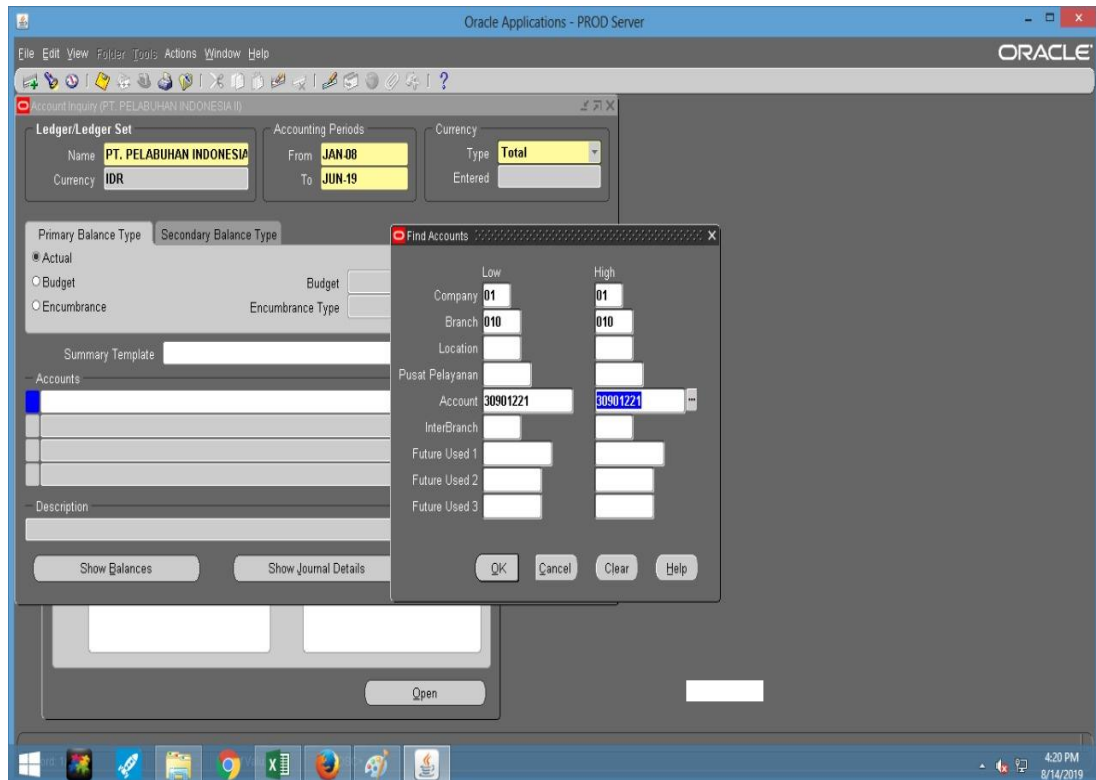 Oracle Applications - PROD Server
File Edit View Folder Tools Actions Window Help
ORACLE
Account Inquiry (PT. PELABUHAN INDONESIA II)
Ledger/Ledger Set
Name PT. PELABUHAN INDONESIA
Currency IDR
Accounting Periods
From JAN-08
To JUN-19
Currency
Type Total
Entered
Primary Balance Type Secondary Balance Type
Actual
Budget Budget
Encumbrance Encumbrance Type
Summary Template
Accounts
Description
Show Balances Show Journal Details
Find Accounts
Low High
Company 01 01
Branch 010 010
Location
Pusat Pelayanan
Account 30901221 30901221
InterBranch
Future Used 1
Future Used 2
Future Used 3
OK Cancel Clear Help
Open
4:20 PM
8/14/2019